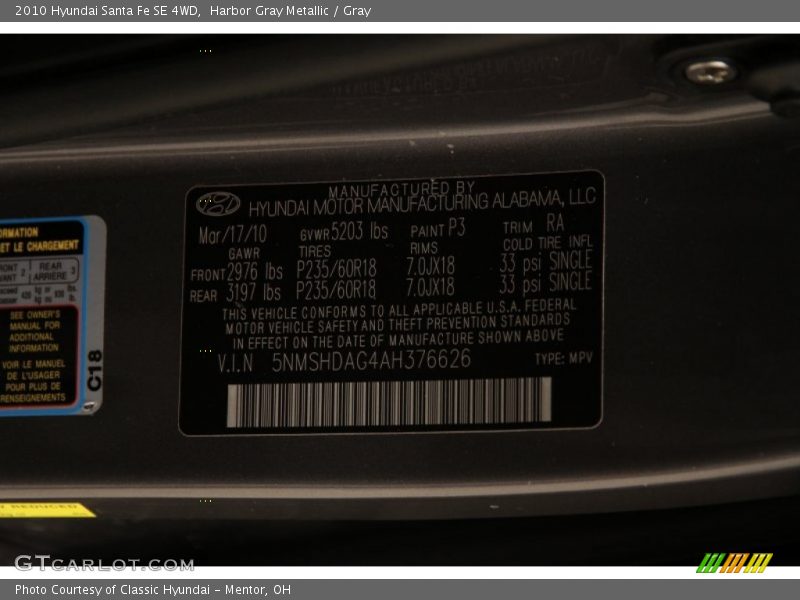 2010 Hyundai Santa Fe SE 4WD, Harbor Gray Metallic / Gray
MANUFACTURED BY
HYUNDAI MOTOR MANUFACTURING ALABAMA, LLC
Mar/17/10 GVWR 5203 lbs PAINT P3 TRIM RA
GAWR TIRES RIMS COLD TIRE INFL
FRONT 2976 lbs P235/60R18 7.0JX18 33 psi SINGLE
REAR 3197 lbs P235/60R18 7.0JX18 33 psi SINGLE
THIS VEHICLE CONFORMS TO ALL APPLICABLE U.S.A. FEDERAL
MOTOR VEHICLE SAFETY AND THEFT PREVENTION STANDARDS
IN EFFECT ON THE DATE OF MANUFACTURE SHOWN ABOVE
V.I.N 5NMSHDAG4AH376626 TYPE: MPV
ET LE CHARGEMENT
REAR 3
ARRIÈRE
SEE OWNER'S
MANUAL FOR
ADDITIONAL
INFORMATION
VOIR LE MANUEL
DE L'USAGER
POUR PLUS DE
RENSEIGNEMENTS
C18
GTCARLOT.COM
Photo Courtesy of Classic Hyundai - Mentor, OH